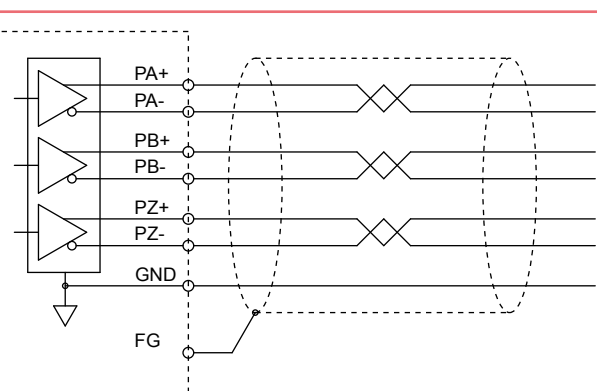 PA+
PA-
PB+
PB-
PZ+
PZ-
GND
FG